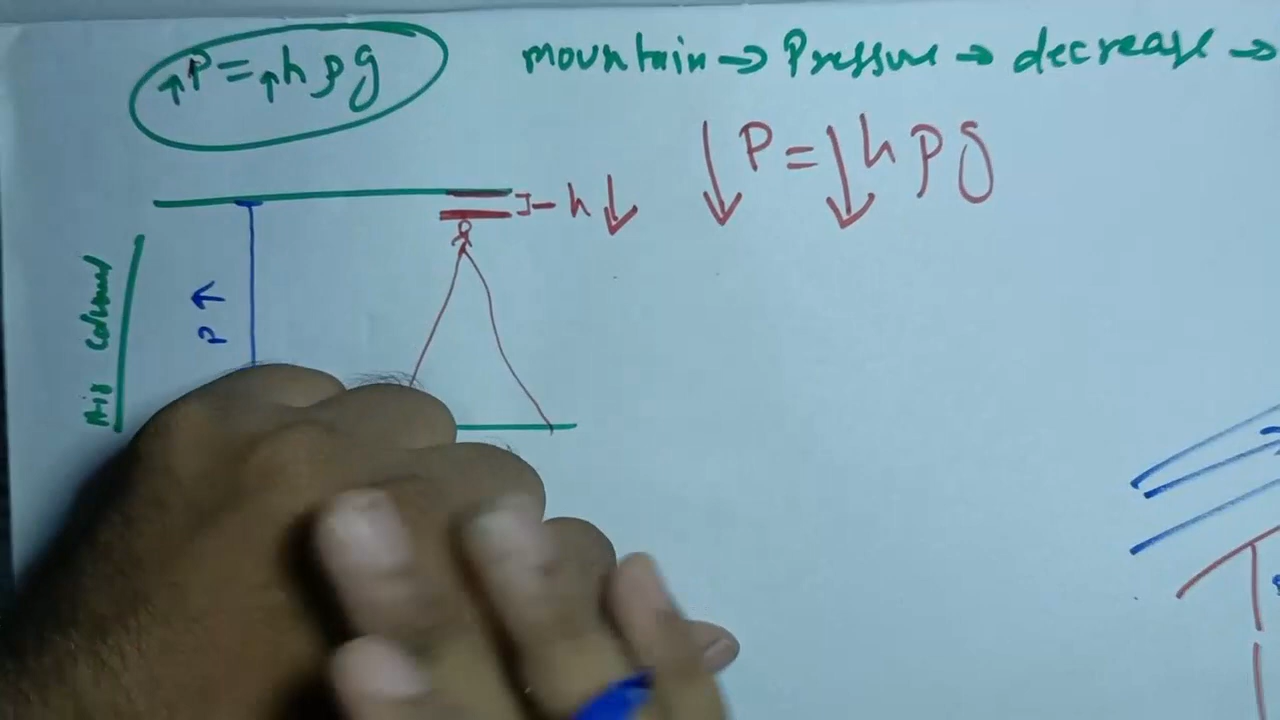 ↑P=↑hρg
mountain → Pressure → decrease →
↓P=↓hρg
h↓
P↑
Air Column